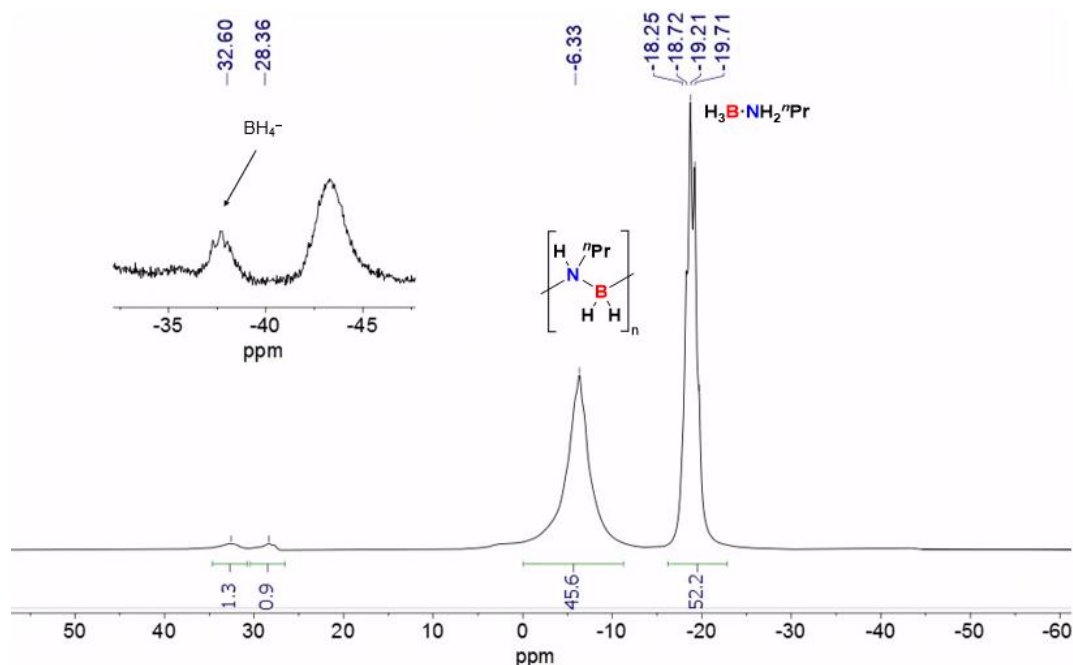 32.60
28.36
-6.33
-18.25
-18.72
-19.21
-19.71
BH₄⁻
H₃B·NH₂ⁿPr
H ⁿPr
N
B
H H
n
-35 -40 -45
ppm
1.3
0.9
45.6
52.2
50 40 30 20 10 0 -10 -20 -30 -40 -50 -60
ppm